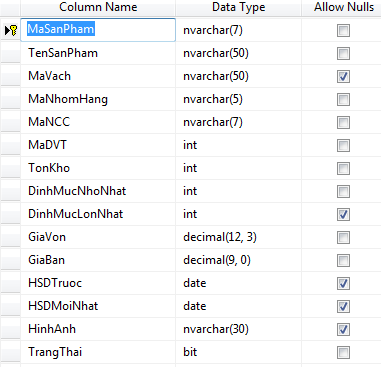 Column Name Data Type Allow Nulls
MaSanPham nvarchar(7)
TenSanPham nvarchar(50)
MaVach nvarchar(50)
MaNhomHang nvarchar(5)
MaNCC nvarchar(7)
MaDVT int
TonKho int
DinhMucNhoNhat int
DinhMucLonNhat int
GiaVon decimal(12, 3)
GiaBan decimal(9, 0)
HSDTruoc date
HSDMoiNhat date
HinhAnh nvarchar(30)
TrangThai bit